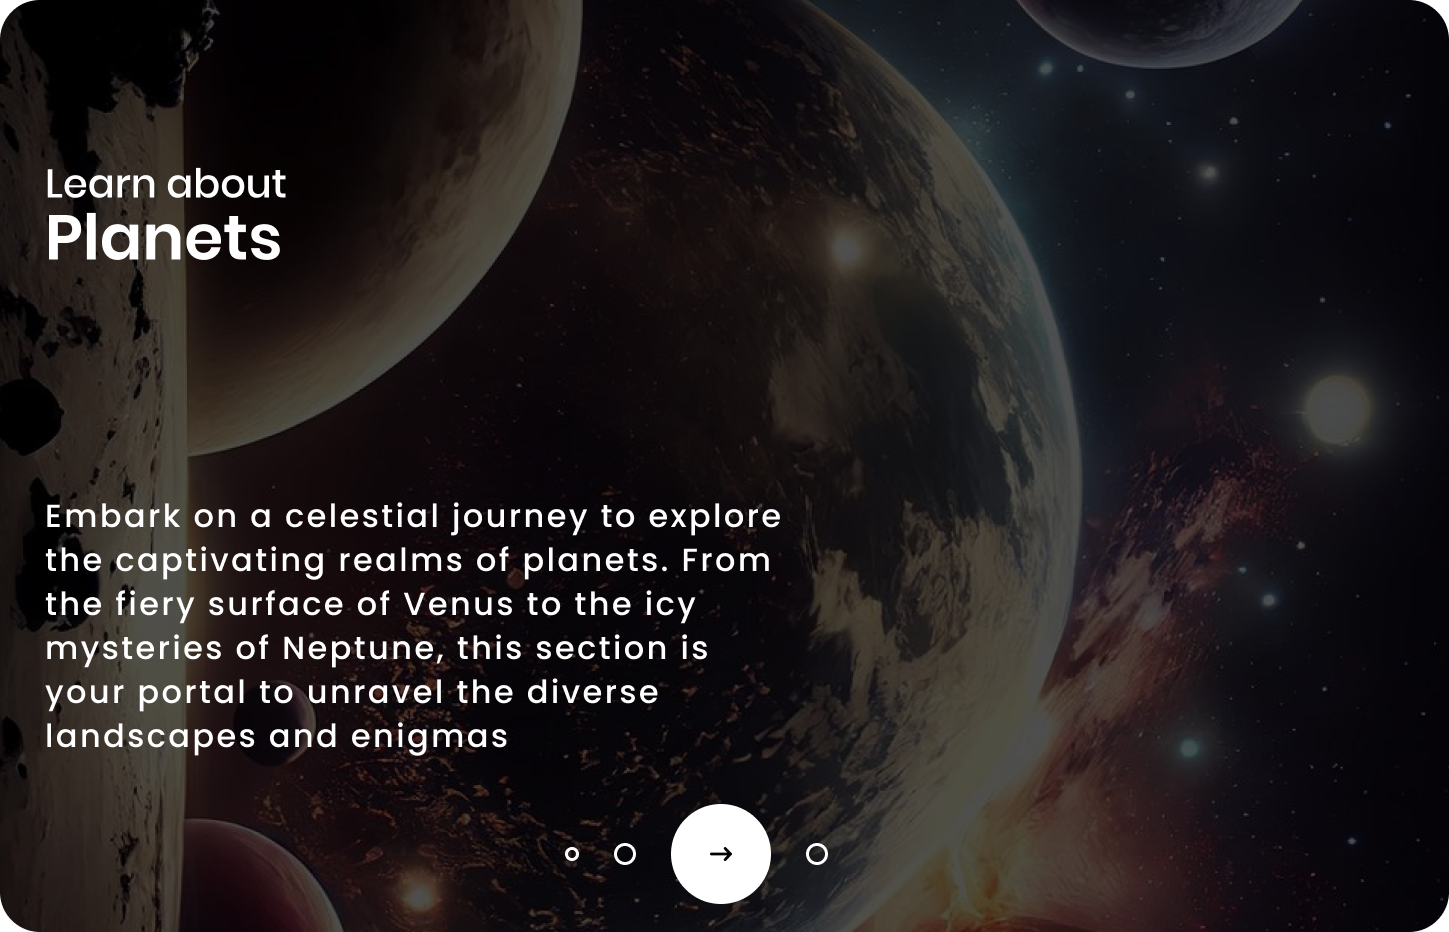 Learn about
Planets
Embark on a celestial journey to explore
the captivating realms of planets. From
the fiery surface of Venus to the icy
mysteries of Neptune, this section is
your portal to unravel the diverse
landscapes and enigmas